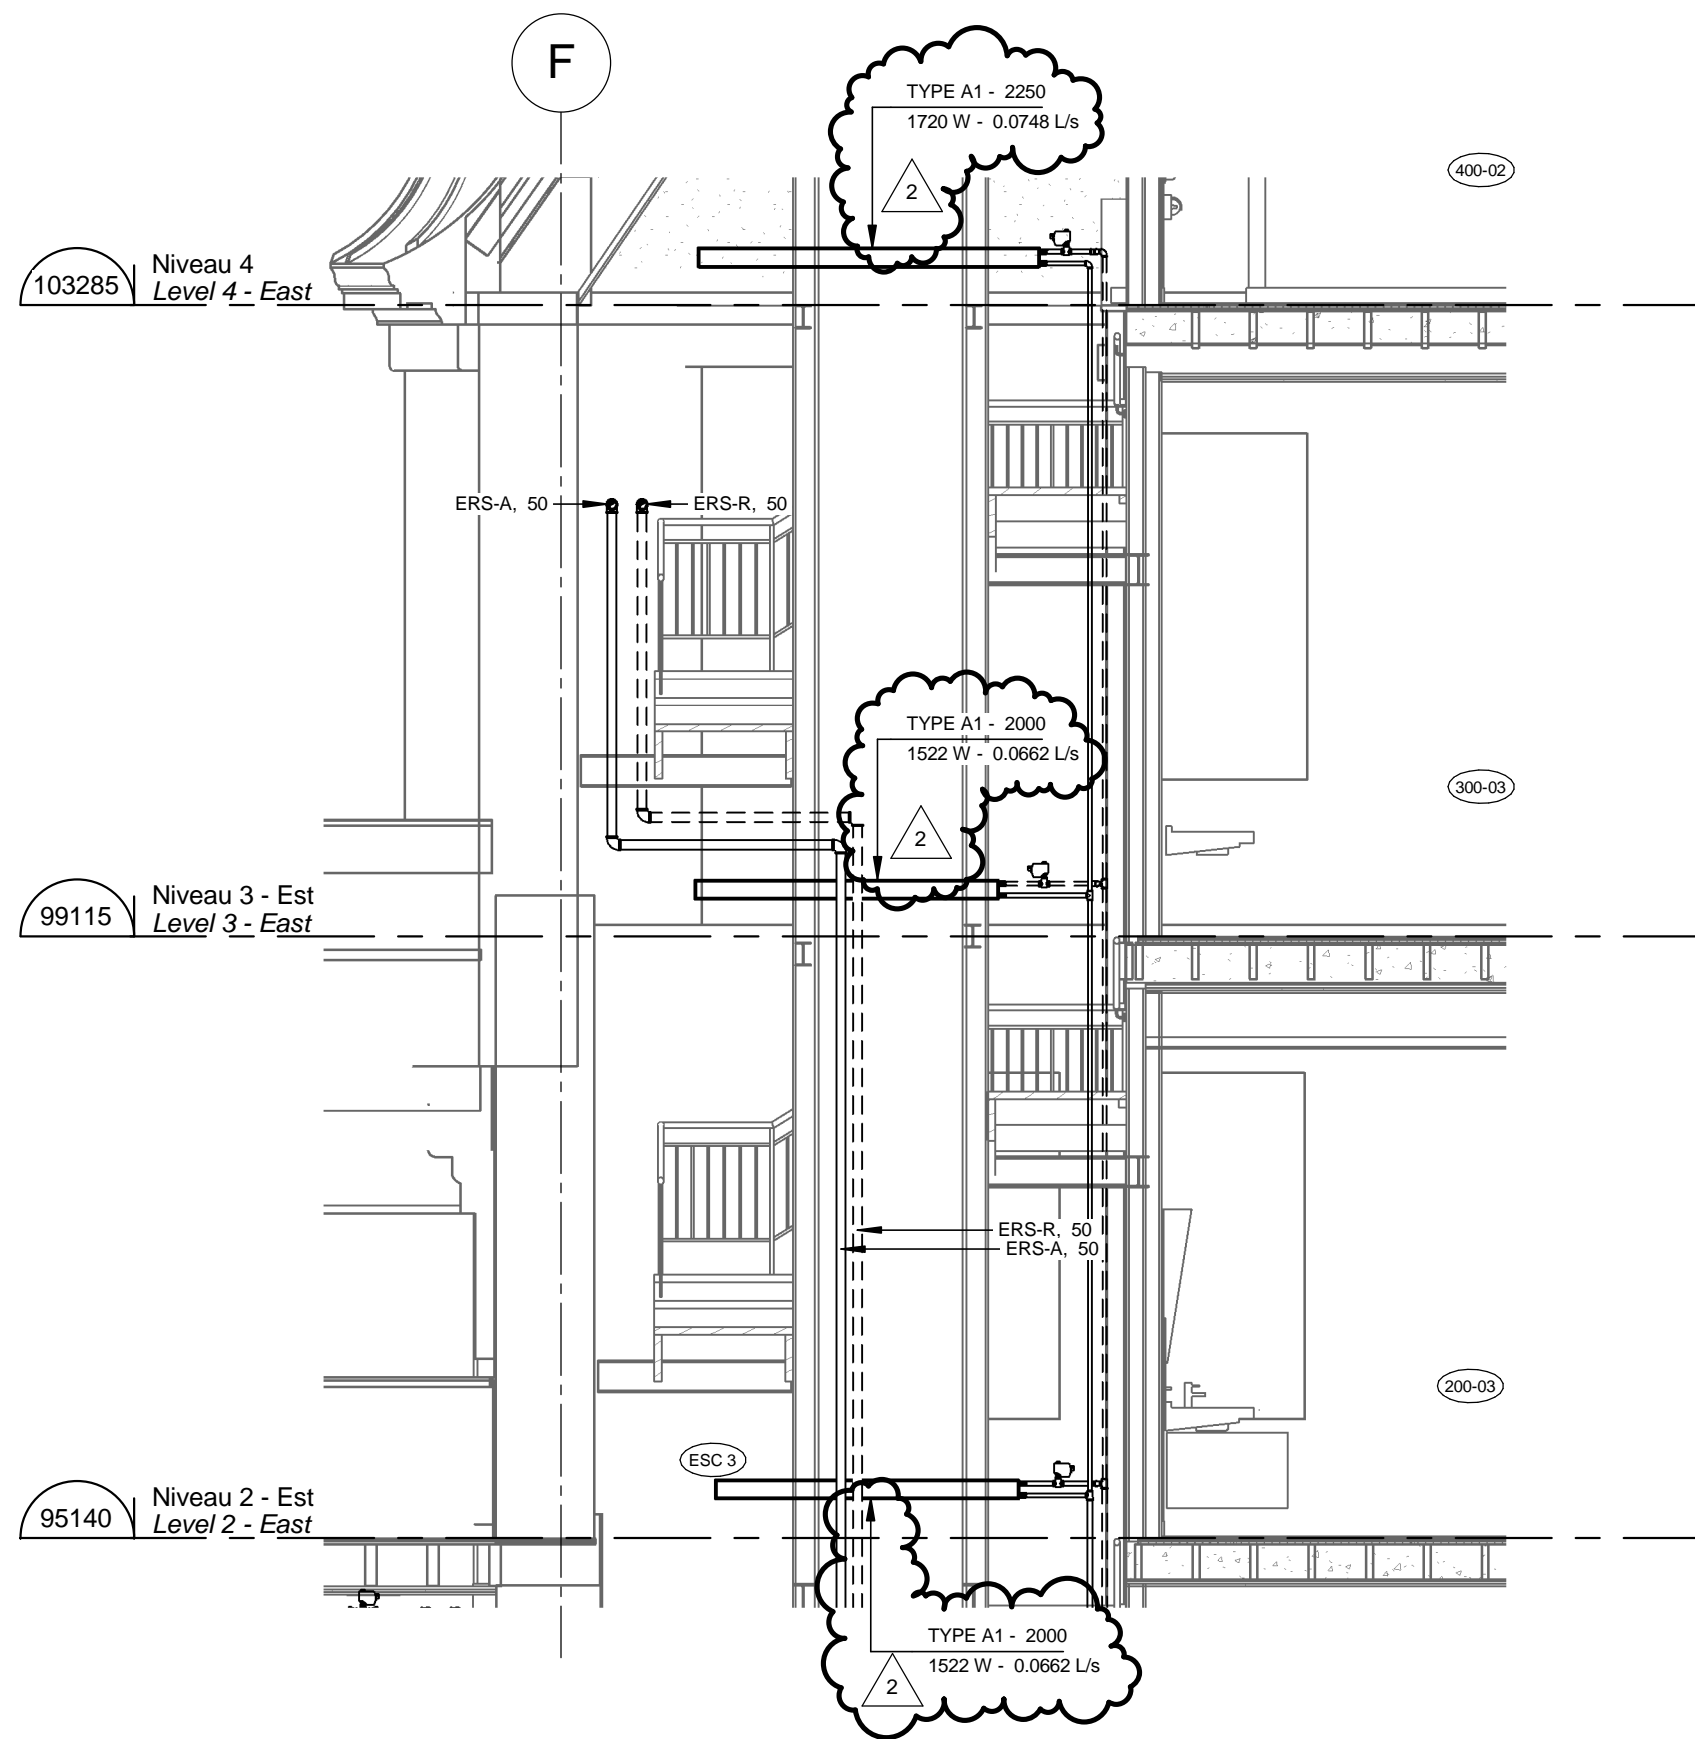 F
TYPE A1 - 2250
1720 W - 0.0748 L/s
2
400-02
103285
Niveau 4
Level 4 - East
ERS-A, 50
ERS-R, 50
TYPE A1 - 2000
1522 W - 0.0662 L/s
2
300-03
99115
Niveau 3 - Est
Level 3 - East
ERS-R, 50
ERS-A, 50
200-03
ESC 3
95140
Niveau 2 - Est
Level 2 - East
TYPE A1 - 2000
1522 W - 0.0662 L/s
2